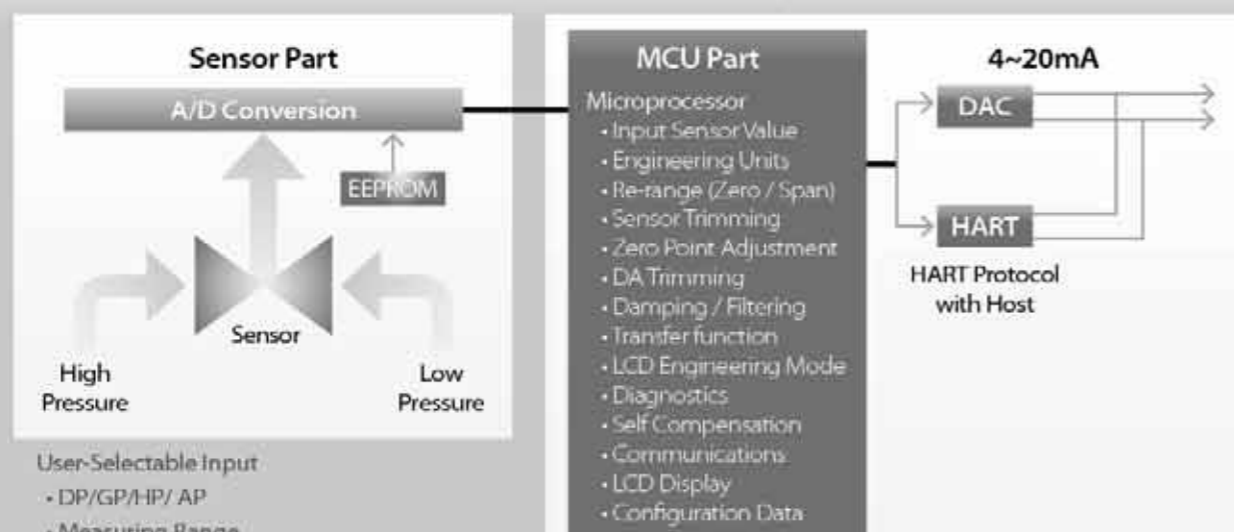 Sensor Part
A/D Conversion
EEPROM
Sensor
High
Pressure
Low
Pressure
User-Selectable Input
• DP/GP/HP/ AP
• Measuring Range
MCU Part
Microprocessor
• Input Sensor Value
• Engineering Units
• Re-range (Zero / Span)
• Sensor Trimming
• Zero Point Adjustment
• DA Trimming
• Damping / Filtering
• Transfer function
• LCD Engineering Mode
• Diagnostics
• Self Compensation
• Communications
• LCD Display
• Configuration Data
4~20mA
DAC
HART
HART Protocol
with Host